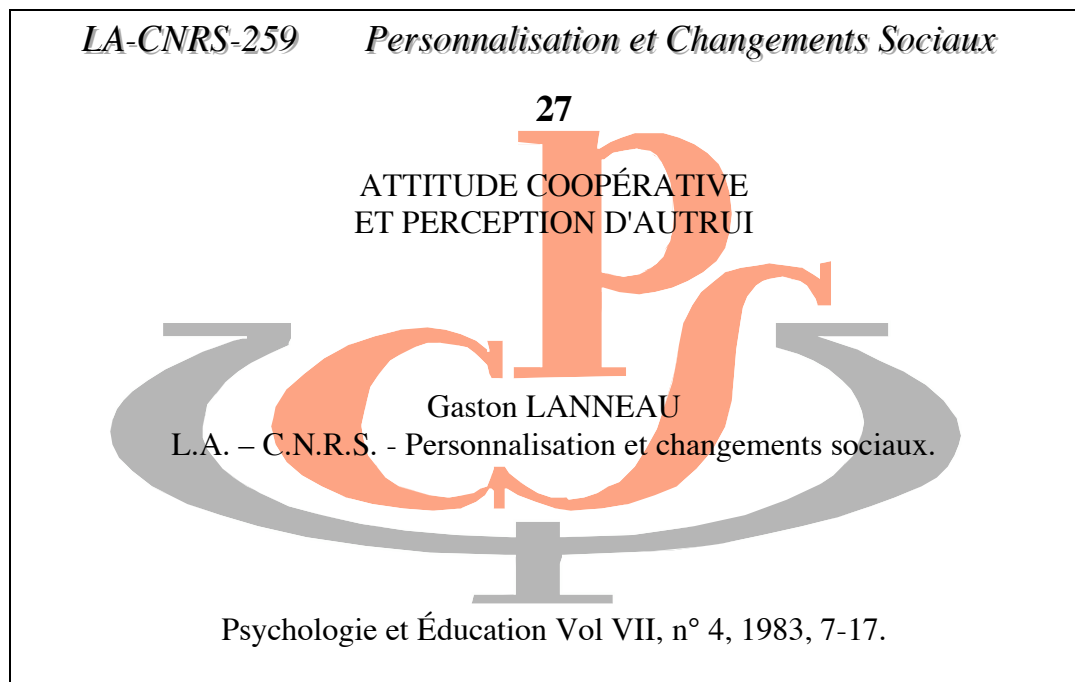 LA-CNRS-259 Personnalisation et Changements Sociaux
27
ATTITUDE COOPÉRATIVE
ET PERCEPTION D'AUTRUI
Gaston LANNEAU
L.A. – C.N.R.S. - Personnalisation et changements sociaux.
Psychologie et Éducation Vol VII, n° 4, 1983, 7-17.
pcs